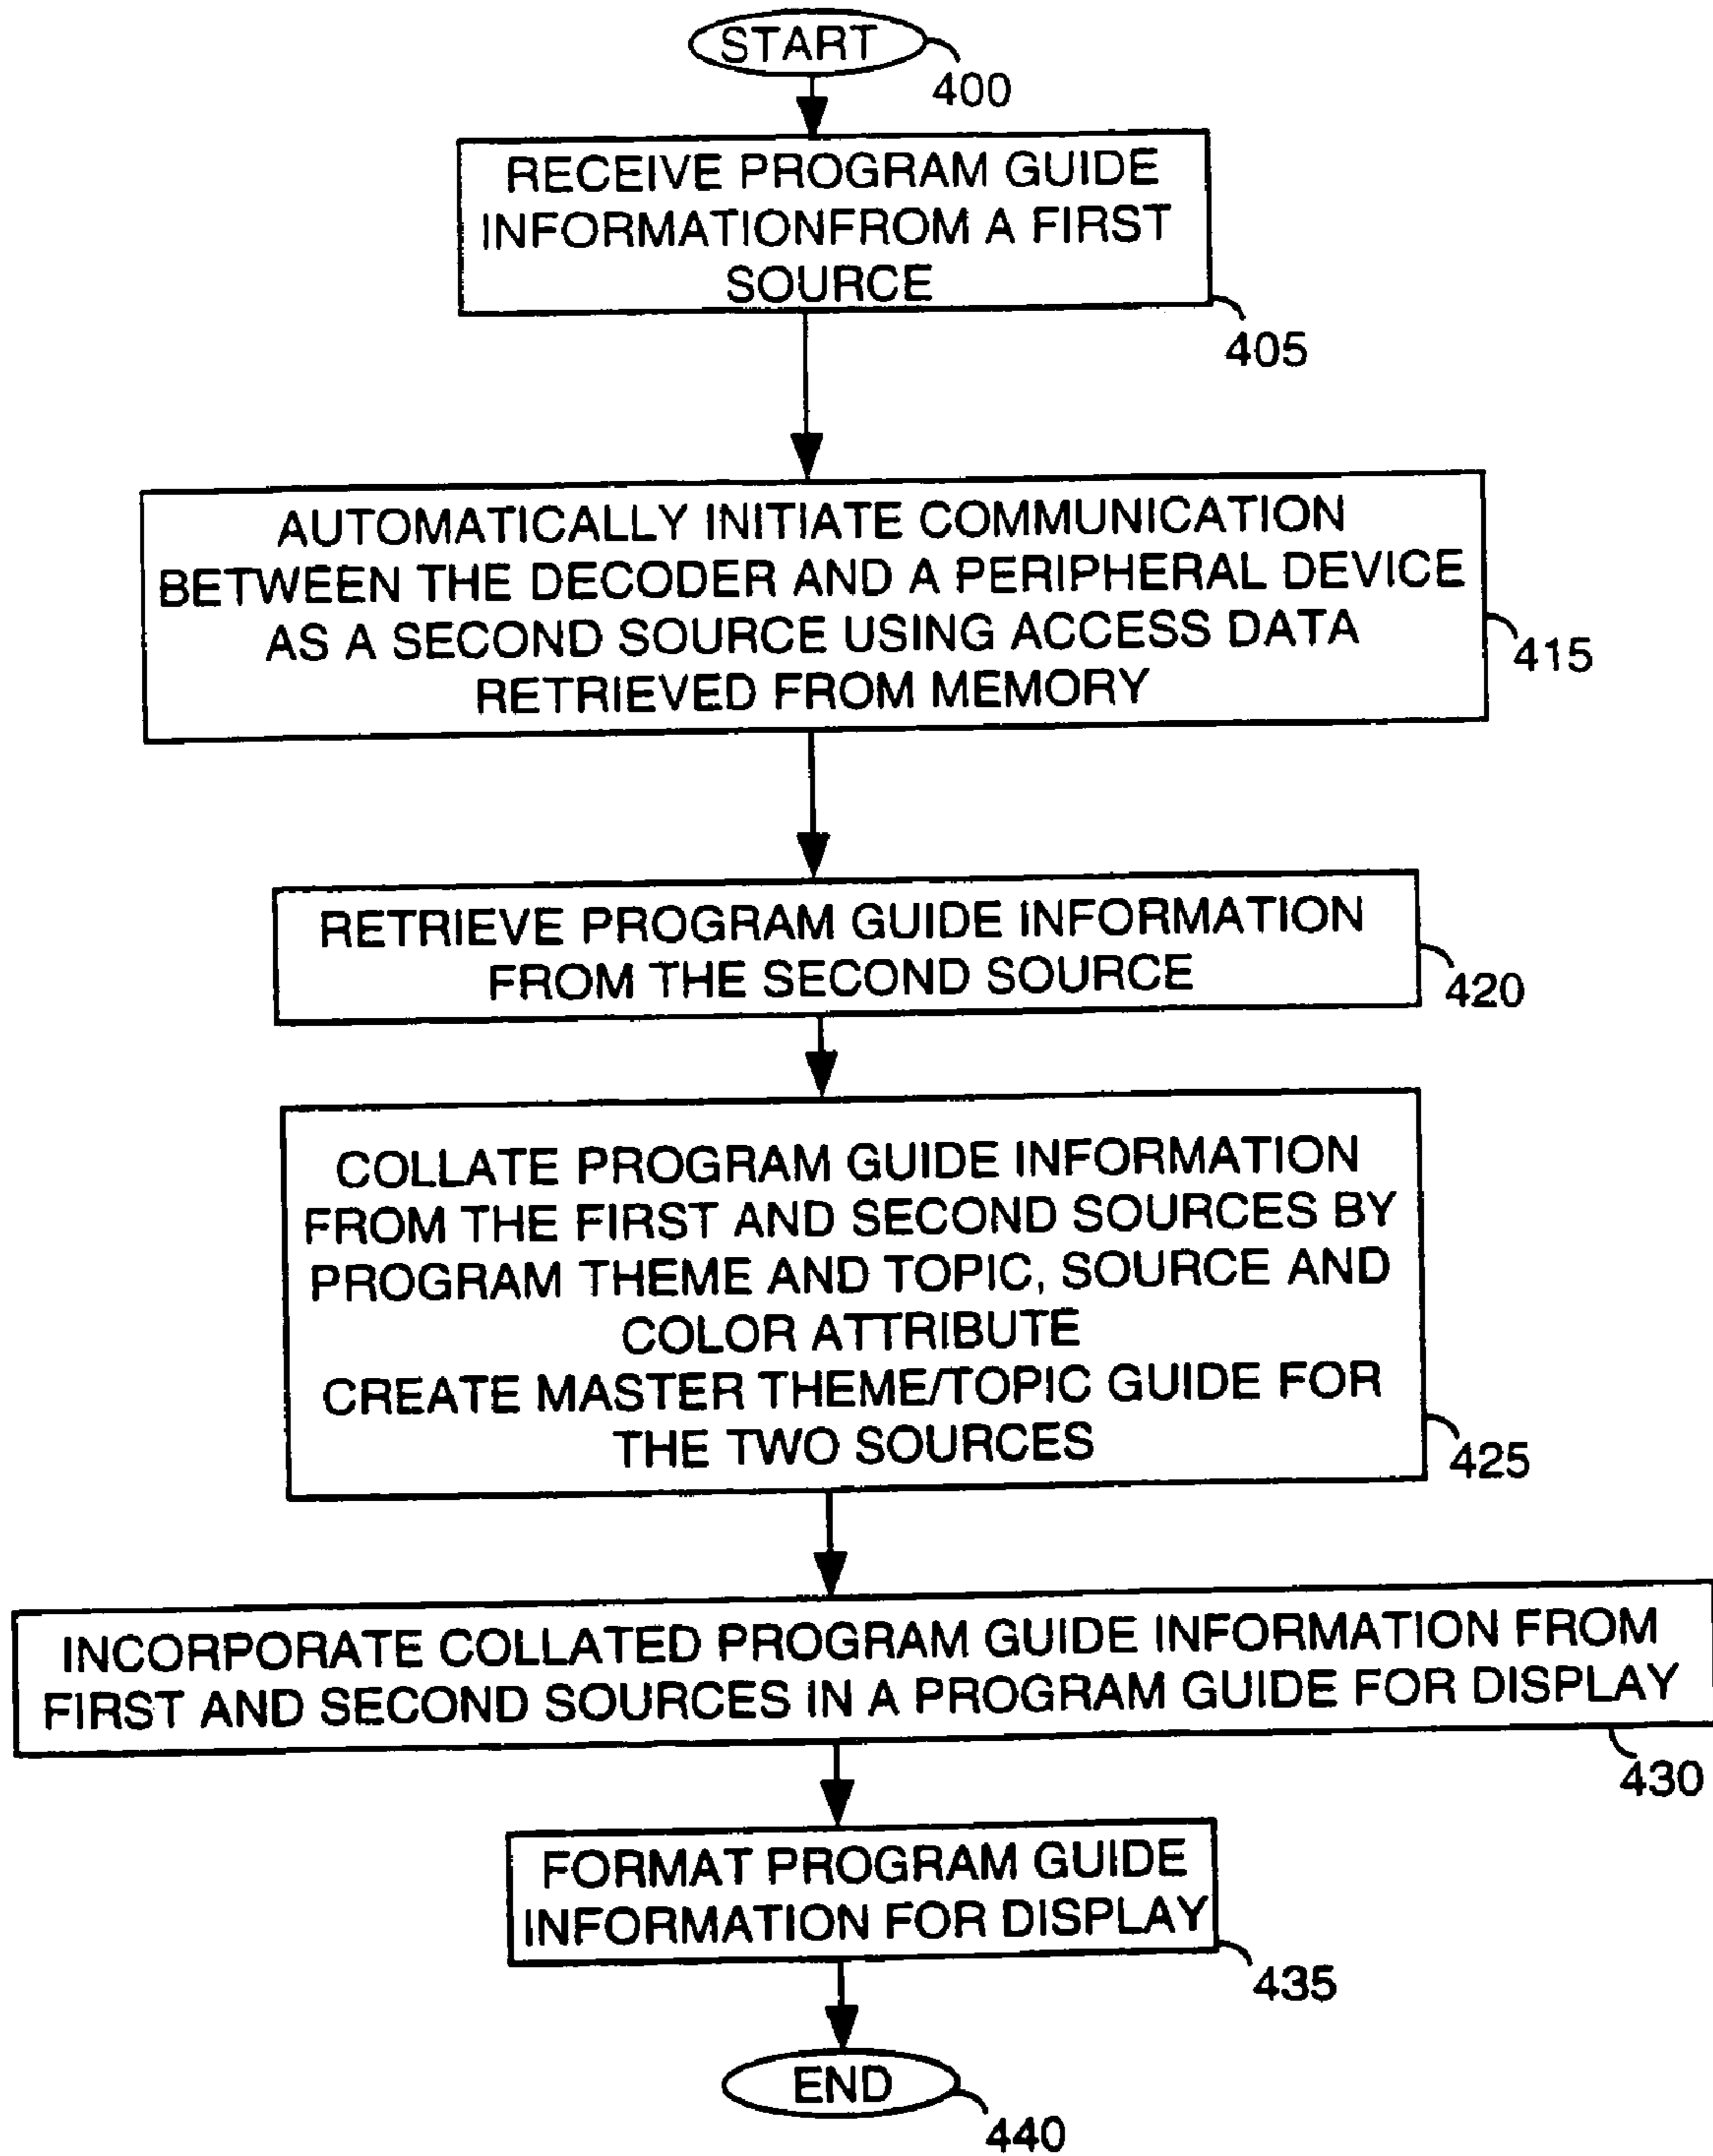 START
400
RECEIVE PROGRAM GUIDE
INFORMATIONFROM A FIRST
SOURCE
405
AUTOMATICALLY INITIATE COMMUNICATION
BETWEEN THE DECODER AND A PERIPHERAL DEVICE
AS A SECOND SOURCE USING ACCESS DATA
RETRIEVED FROM MEMORY
415
RETRIEVE PROGRAM GUIDE INFORMATION
FROM THE SECOND SOURCE
420
COLLATE PROGRAM GUIDE INFORMATION
FROM THE FIRST AND SECOND SOURCES BY
PROGRAM THEME AND TOPIC, SOURCE AND
COLOR ATTRIBUTE
CREATE MASTER THEME/TOPIC GUIDE FOR
THE TWO SOURCES
425
INCORPORATE COLLATED PROGRAM GUIDE INFORMATION FROM
FIRST AND SECOND SOURCES IN A PROGRAM GUIDE FOR DISPLAY
430
FORMAT PROGRAM GUIDE
INFORMATION FOR DISPLAY
435
END
440